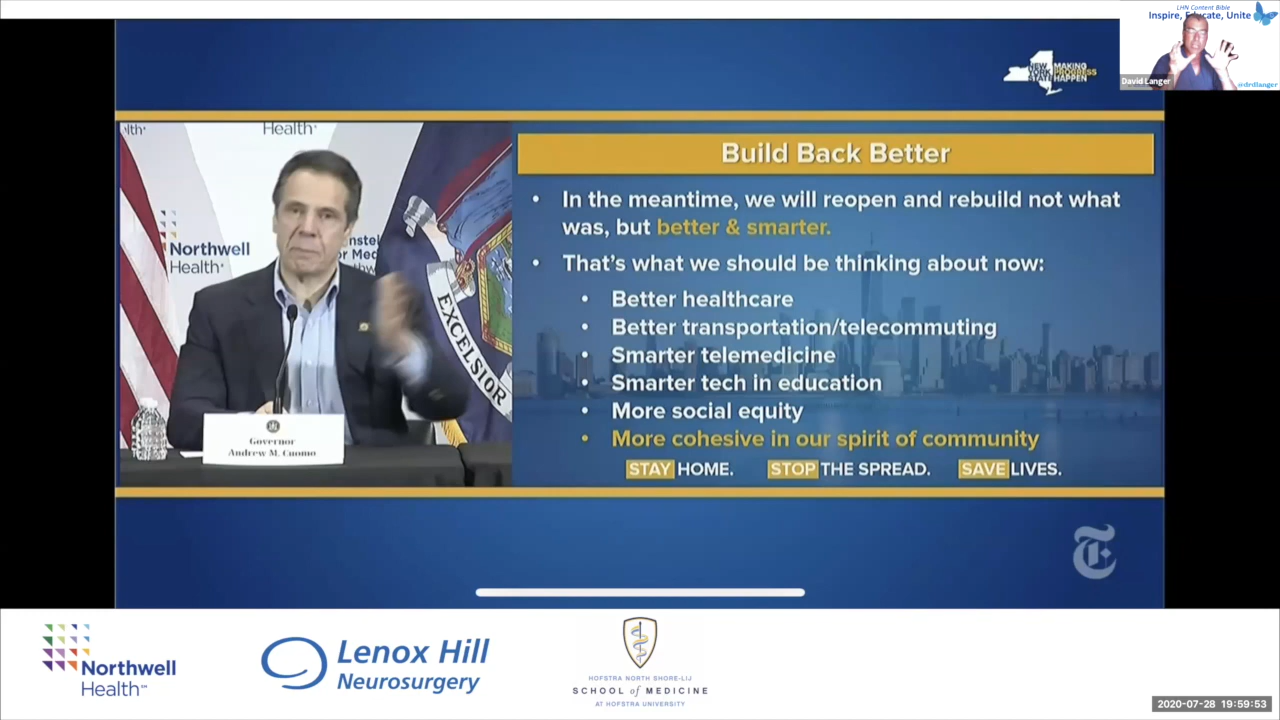 LHN Content Bible
Inspire, Educate, Unite
David Langer
@drdlanger
NEW YORK STATE
MAKING
PROGRESS
HAPPEN
Health
Northwell
Health
EXCELSIOR
Governor
Andrew M. Cuomo
Build Back Better
• In the meantime, we will reopen and rebuild not what
was, but better & smarter.
• That's what we should be thinking about now:
• Better healthcare
• Better transportation/telecommuting
• Smarter telemedicine
• Smarter tech in education
• More social equity
• More cohesive in our spirit of community
STAY HOME. STOP THE SPREAD. SAVE LIVES.
Northwell
Health℠
Lenox Hill
Neurosurgery
HOFSTRA NORTH SHORE-LIJ
SCHOOL of MEDICINE
AT HOFSTRA UNIVERSITY
2020-07-28 19:59:53